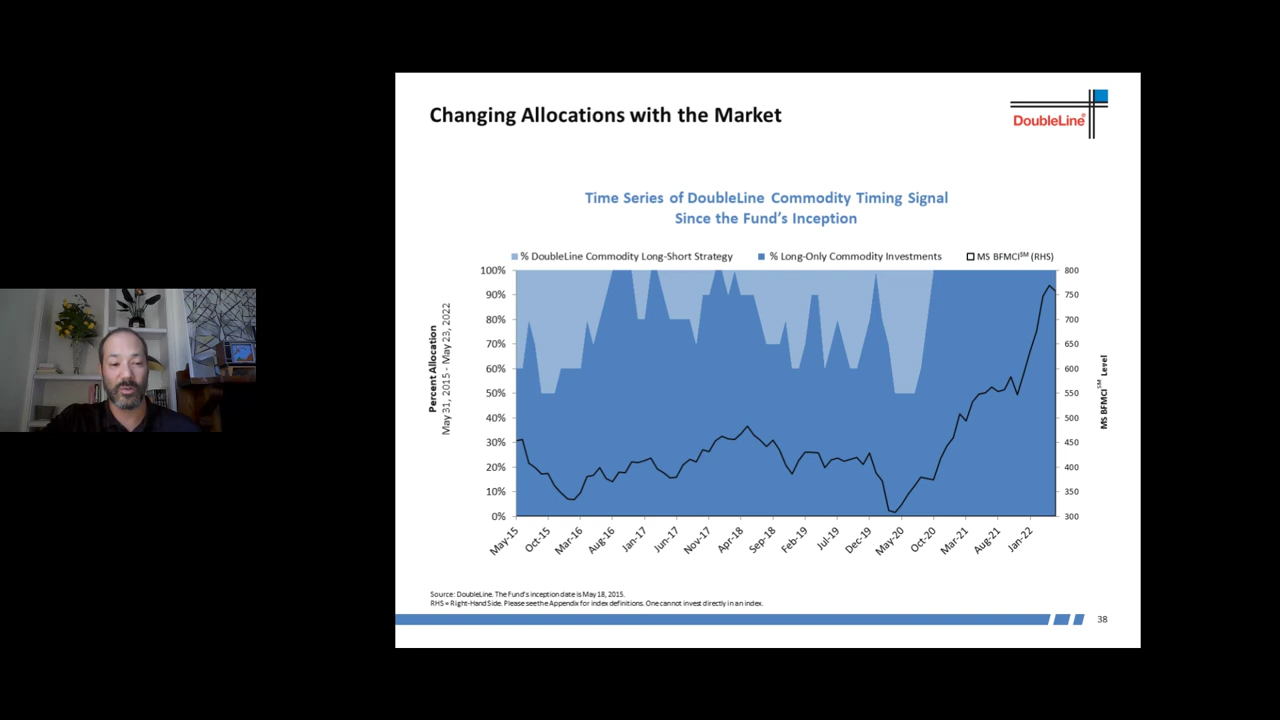 Changing Allocations with the Market
DoubleLine®
Time Series of DoubleLine Commodity Timing Signal
Since the Fund's Inception
% DoubleLine Commodity Long-Short Strategy
% Long-Only Commodity Investments
MS BFMCI℠ (RHS)
100%
90%
80%
70%
60%
50%
40%
30%
20%
10%
0%
Percent Allocation
May 31, 2015 - May 23, 2022
800
750
700
650
600
550
500
450
400
350
300
MS BFMCI℠ Level
May-15
Oct-15
Mar-16
Aug-16
Jan-17
Jun-17
Nov-17
Apr-18
Sep-18
Feb-19
Jul-19
Dec-19
May-20
Oct-20
Mar-21
Aug-21
Jan-22
Source: DoubleLine. The Fund's inception date is May 18, 2015.
RHS = Right-Hand Side. Please see the Appendix for index definitions. One cannot invest directly in an index.
38